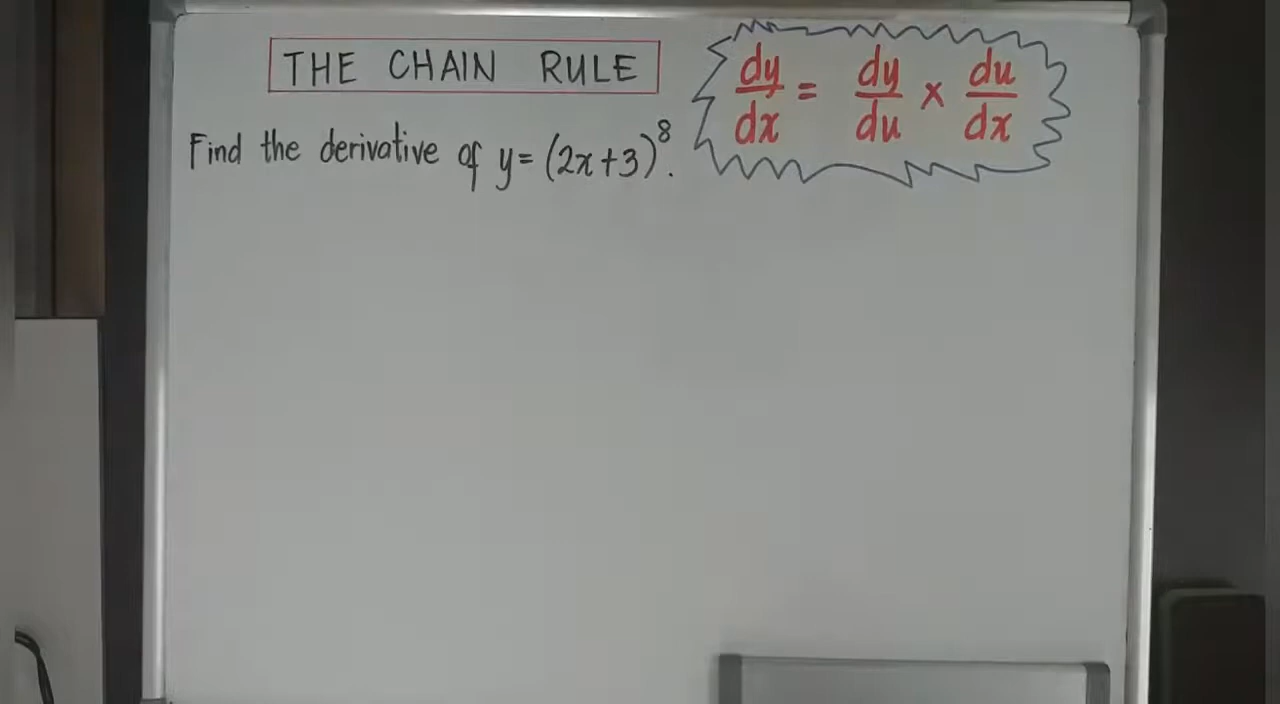 THE CHAIN RULE
dy/dx = dy/du × du/dx
Find the derivative of y = (2x+3)^8.